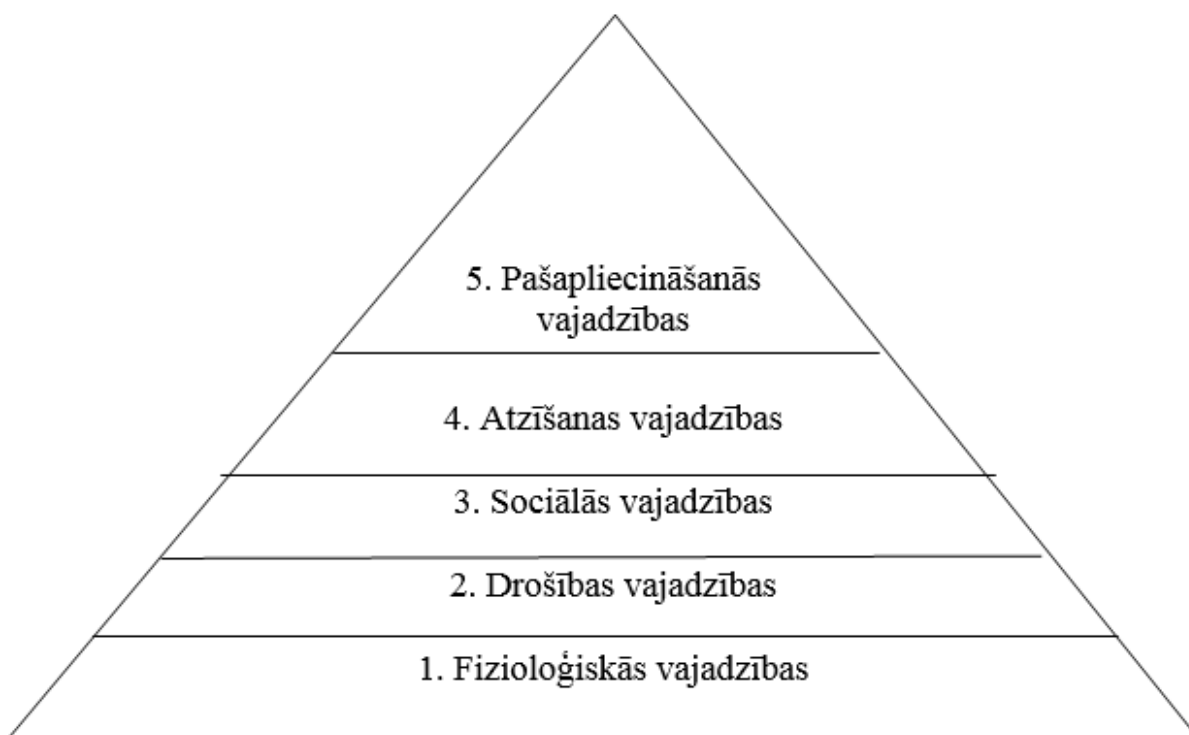 5. Pašapliecināšanās
vajadzības
4. Atzīšanas vajadzības
3. Sociālās vajadzības
2. Drošības vajadzības
1. Fizioloģiskās vajadzības